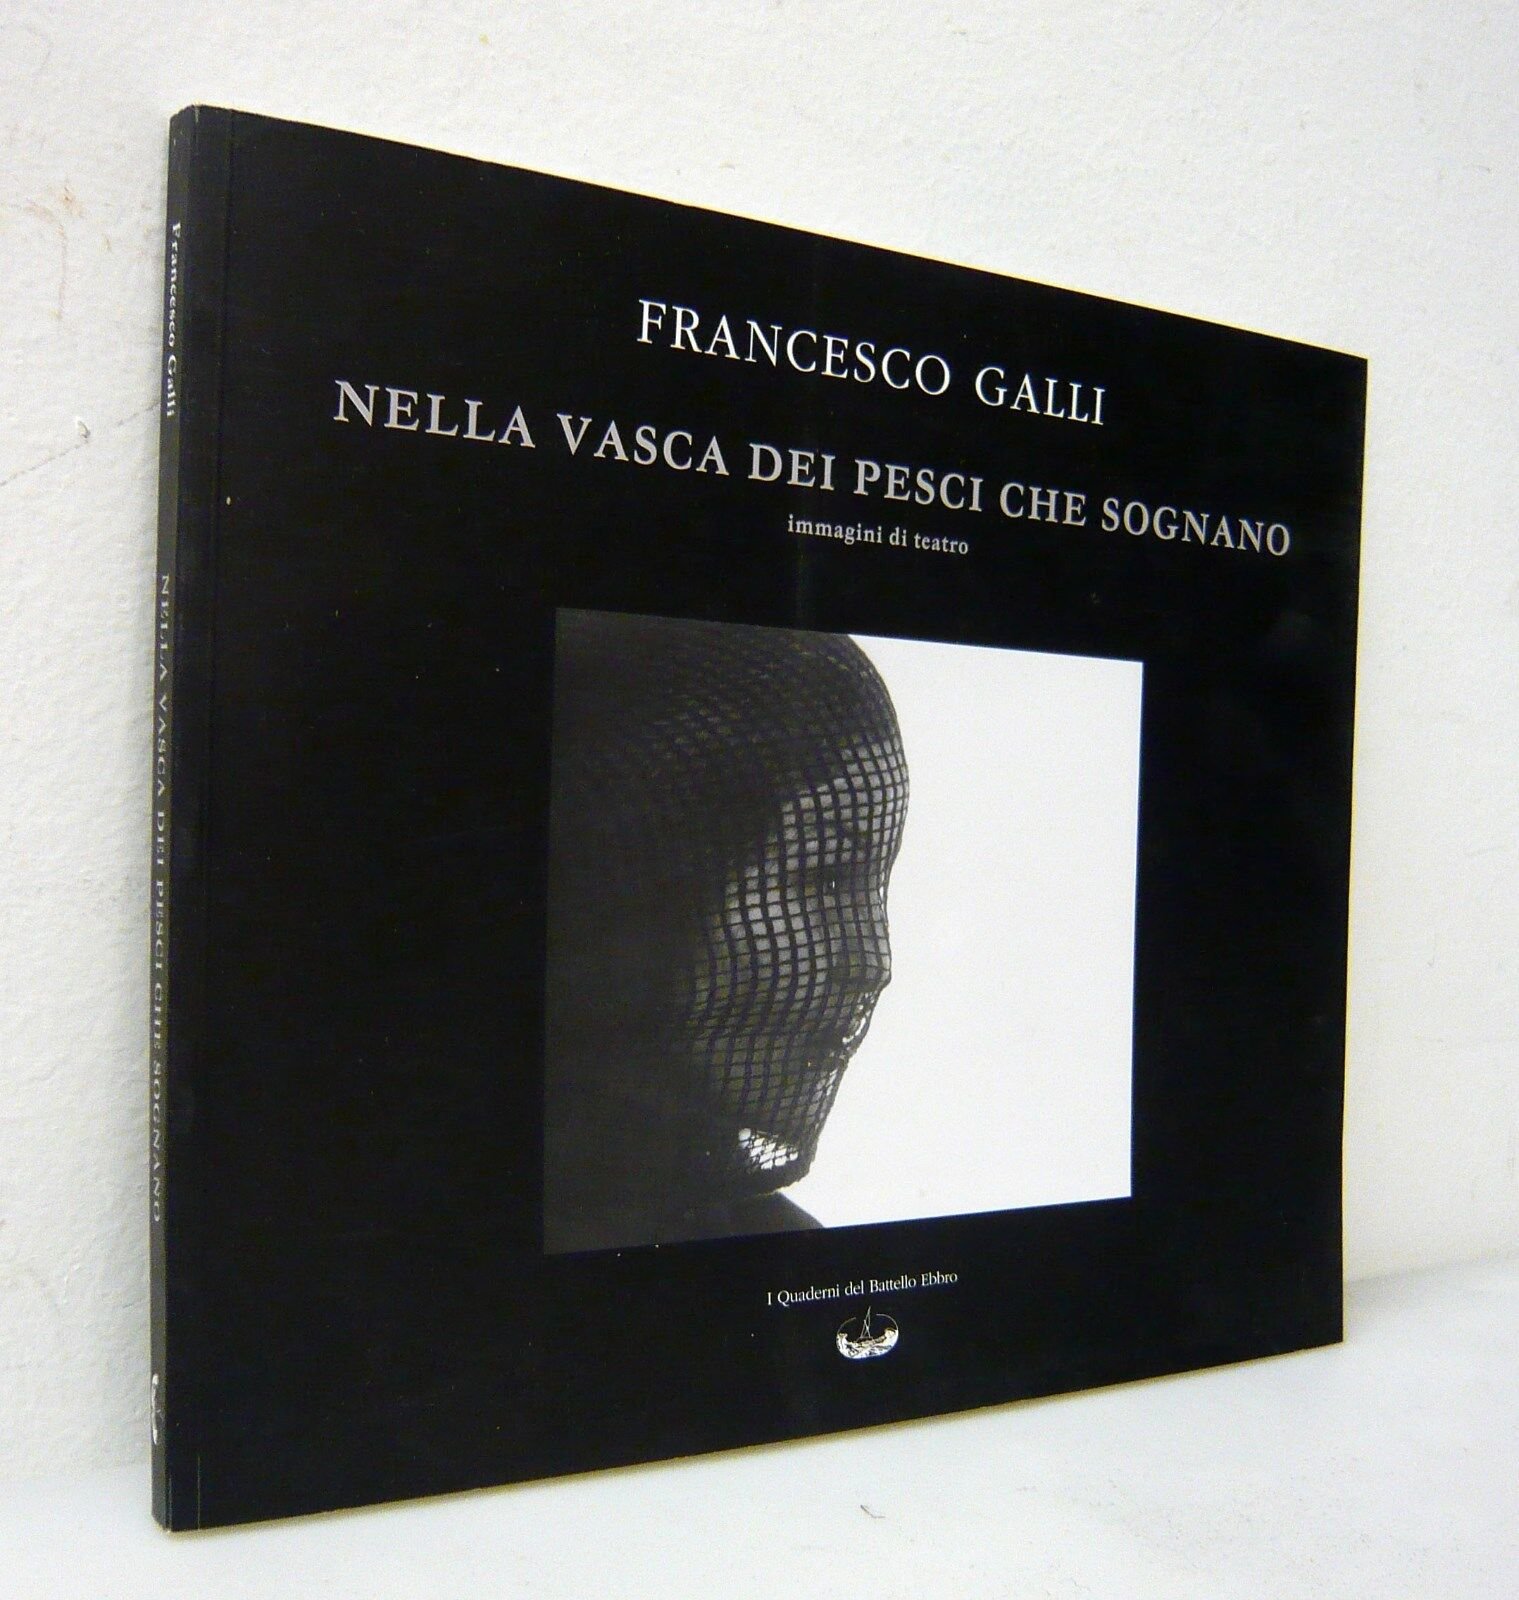 FRANCESCO GALLI
NELLA VASCA DEI PESCI CHE SOGNANO
immagini di teatro
I Quaderni del Battello Ebbro
Francesco Galli
NELLA VASCA DEI PESCI CHE SOGNANO